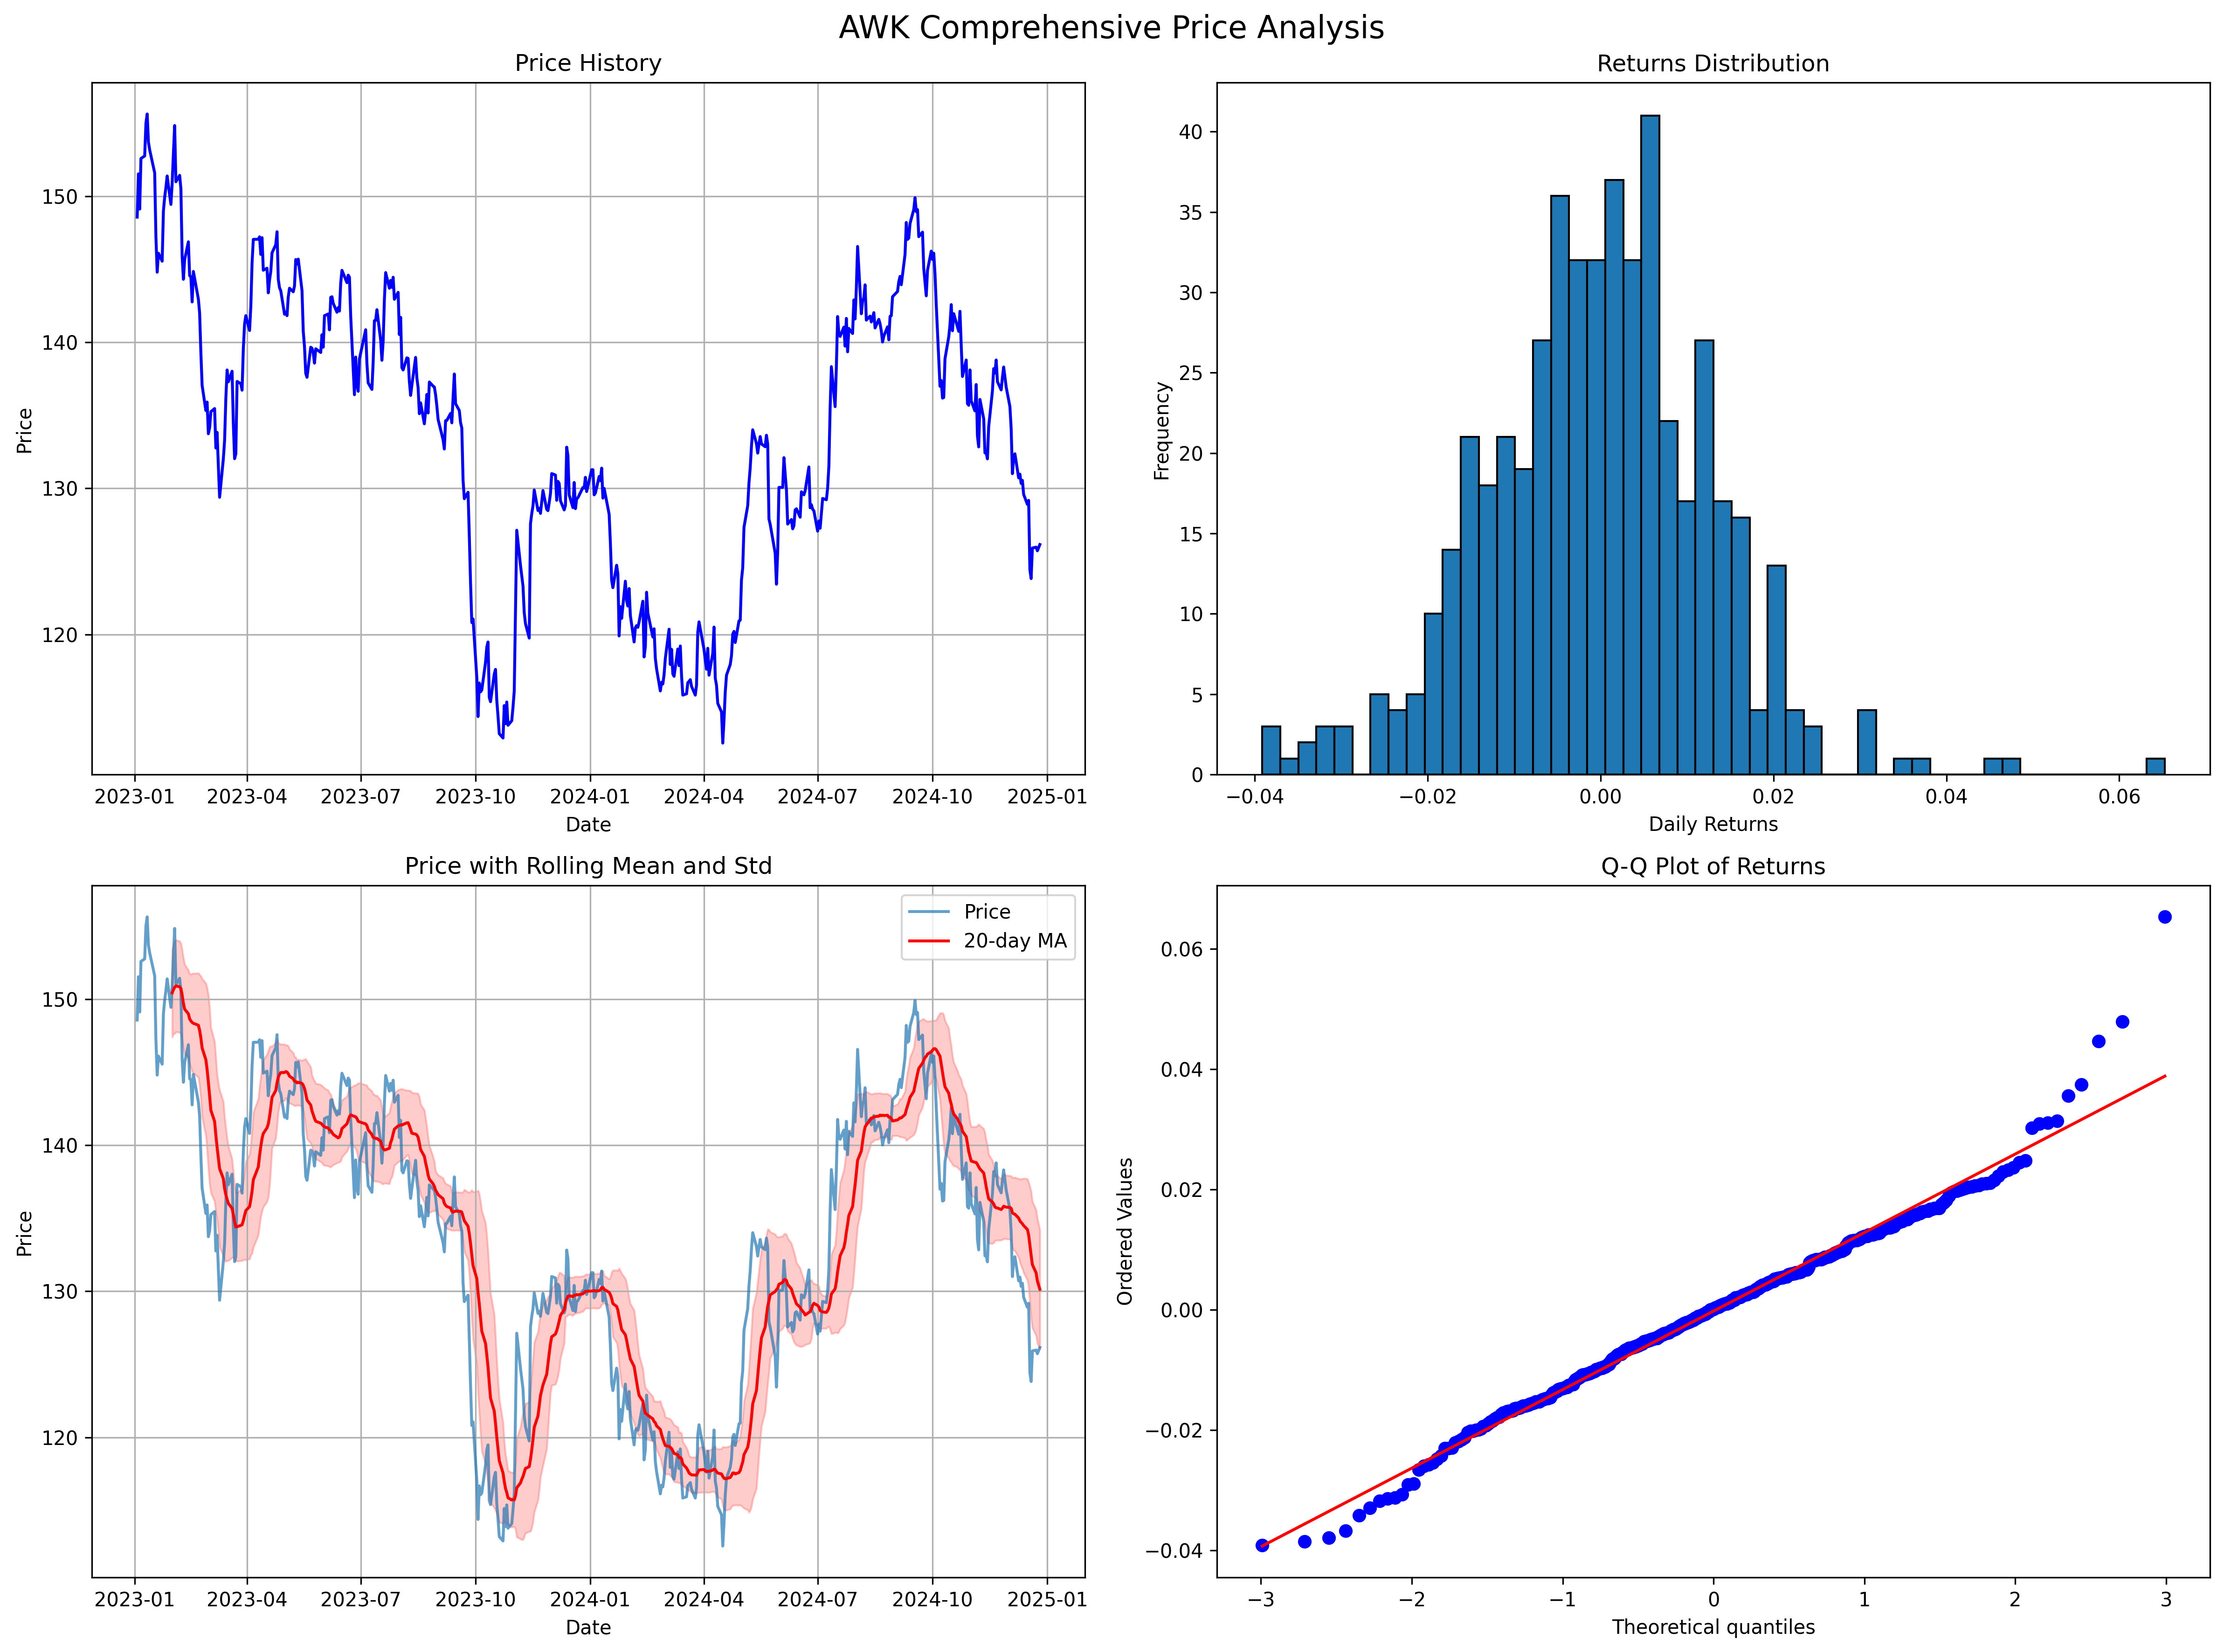 AWK Comprehensive Price Analysis
Price History
Price
150
140
130
120
2023-01 2023-04 2023-07 2023-10 2024-01 2024-04 2024-07 2024-10 2025-01
Date
Returns Distribution
Frequency
40
35
30
25
20
15
10
5
0
−0.04 −0.02 0.00 0.02 0.04 0.06
Daily Returns
Price with Rolling Mean and Std
Price
20-day MA
Price
150
140
130
120
2023-01 2023-04 2023-07 2023-10 2024-01 2024-04 2024-07 2024-10 2025-01
Date
Q-Q Plot of Returns
Ordered Values
0.06
0.04
0.02
0.00
−0.02
−0.04
−3 −2 −1 0 1 2 3
Theoretical quantiles